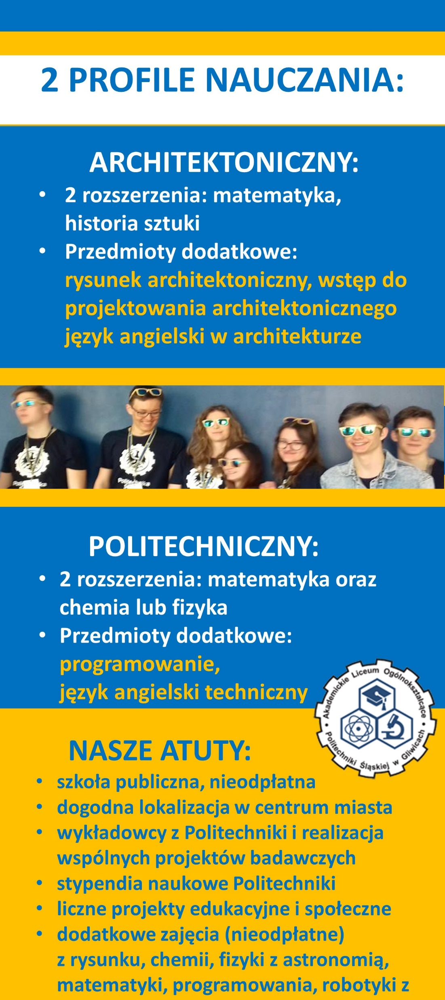 2 PROFILE NAUCZANIA:
ARCHITEKTONICZNY:
• 2 rozszerzenia: matematyka,
historia sztuki
• Przedmioty dodatkowe:
rysunek architektoniczny, wstęp do
projektowania architektonicznego
język angielski w architekturze
POLITECHNICZNY:
• 2 rozszerzenia: matematyka oraz
chemia lub fizyka
• Przedmioty dodatkowe:
programowanie,
język angielski techniczny
• Akademickie Liceum Ogólnokształcące •
Politechniki Śląskiej w Gliwicach
NASZE ATUTY:
• szkoła publiczna, nieodpłatna
• dogodna lokalizacja w centrum miasta
• wykładowcy z Politechniki i realizacja
wspólnych projektów badawczych
• stypendia naukowe Politechniki
• liczne projekty edukacyjne i społeczne
• dodatkowe zajęcia (nieodpłatne)
z rysunku, chemii, fizyki z astronomią,
matematyki, programowania, robotyki z